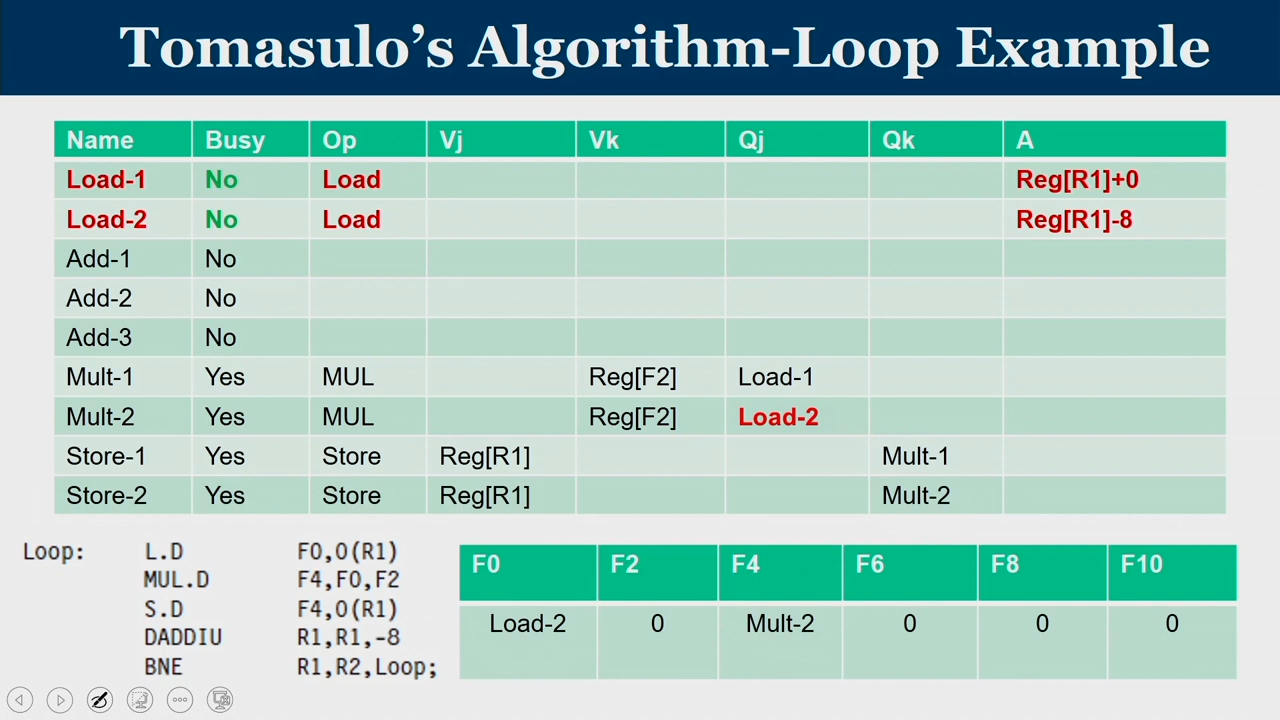 Tomasulo’s Algorithm-Loop Example
Name Busy Op Vj Vk Qj Qk A
Load-1 No Load Reg[R1]+0
Load-2 No Load Reg[R1]-8
Add-1 No
Add-2 No
Add-3 No
Mult-1 Yes MUL Reg[F2] Load-1
Mult-2 Yes MUL Reg[F2] Load-2
Store-1 Yes Store Reg[R1] Mult-1
Store-2 Yes Store Reg[R1] Mult-2
Loop: L.D F0,0(R1)
MUL.D F4,F0,F2
S.D F4,0(R1)
DADDIU R1,R1,-8
BNE R1,R2,Loop;
F0 F2 F4 F6 F8 F10
Load-2 0 Mult-2 0 0 0